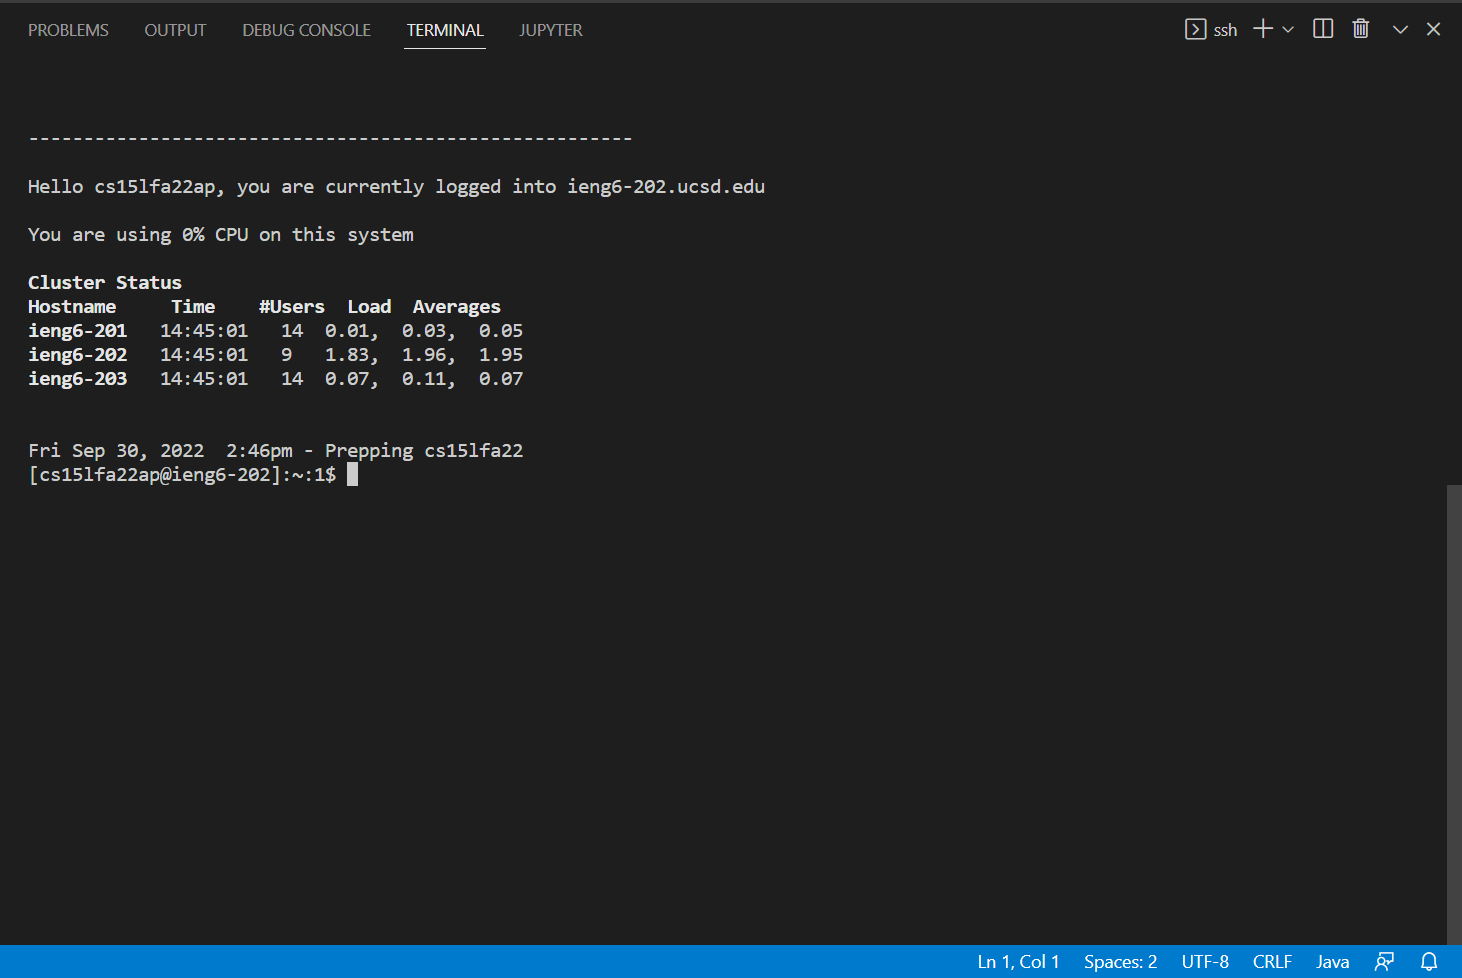 PROBLEMS OUTPUT DEBUG CONSOLE TERMINAL JUPYTER ssh
-------------------------------------------------------
Hello cs15lfa22ap, you are currently logged into ieng6-202.ucsd.edu
You are using 0% CPU on this system
Cluster Status
Hostname     Time    #Users  Load  Averages
ieng6-201   14:45:01   14  0.01,  0.03,  0.05
ieng6-202   14:45:01   9   1.83,  1.96,  1.95
ieng6-203   14:45:01   14  0.07,  0.11,  0.07
Fri Sep 30, 2022  2:46pm - Prepping cs15lfa22
[cs15lfa22ap@ieng6-202]:~:1$
Ln 1, Col 1 Spaces: 2 UTF-8 CRLF Java